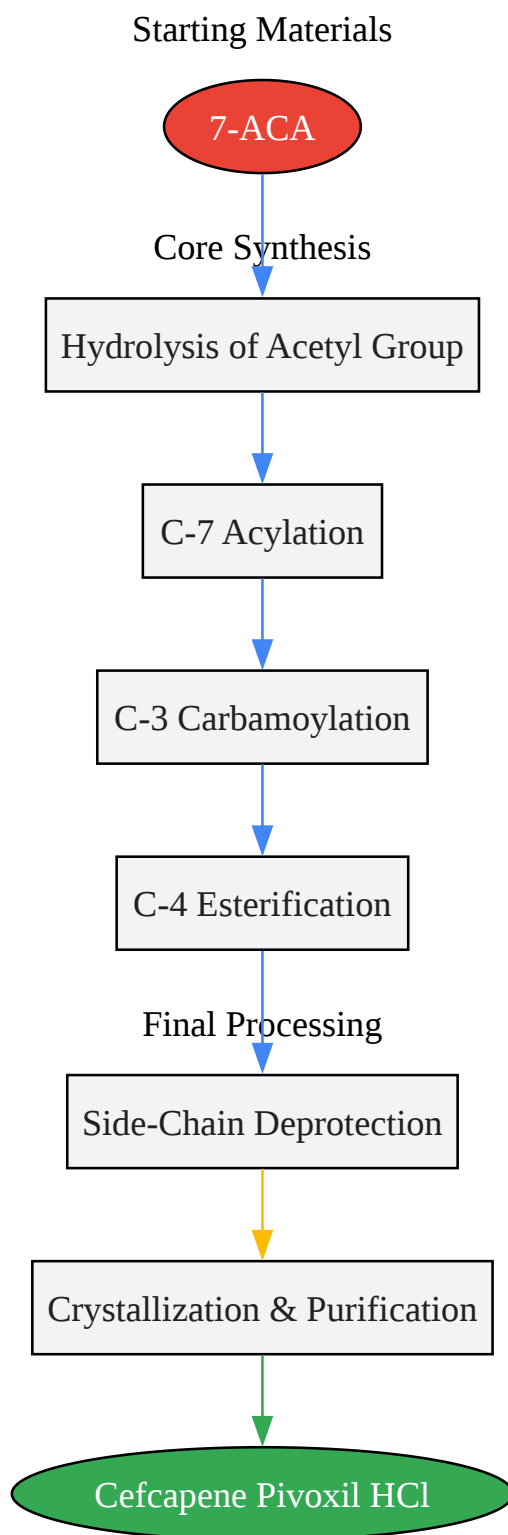 Starting Materials
7-ACA
Core Synthesis
Hydrolysis of Acetyl Group
C-7 Acylation
C-3 Carbamoylation
C-4 Esterification
Final Processing
Side-Chain Deprotection
Crystallization & Purification
Cefcapene Pivoxil HCl